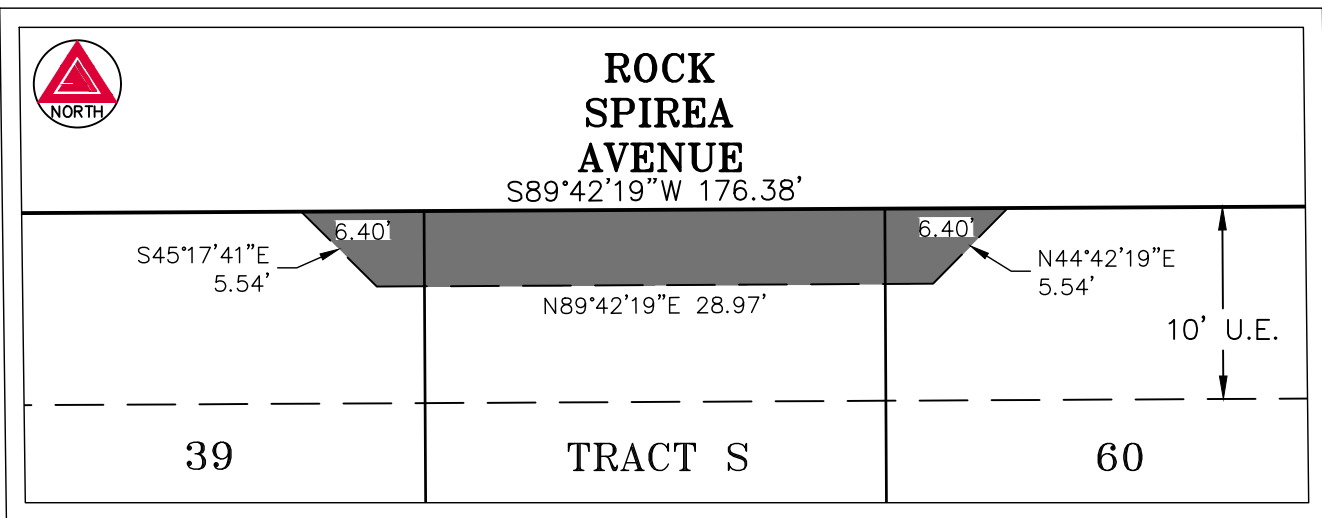 NORTH
ROCK
SPIREA
AVENUE
S89°42'19"W 176.38'
6.40'
6.40'
S45°17'41"E
5.54'
N44°42'19"E
5.54'
N89°42'19"E 28.97'
10' U.E.
39
TRACT S
60